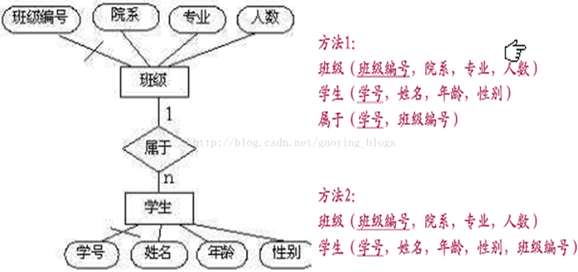 班级编号 院系 专业 人数
班级
1
属于
n
学生
学号 姓名 年龄 性别
http://blog.csdn.net/gaoying_blogs
方法1：
班级（班级编号，院系，专业，人数）
学生（学号，姓名，年龄，性别）
属于（学号，班级编号）
方法2：
班级（班级编号，院系，专业，人数）
学生（学号，姓名，年龄，性别，班级编号）